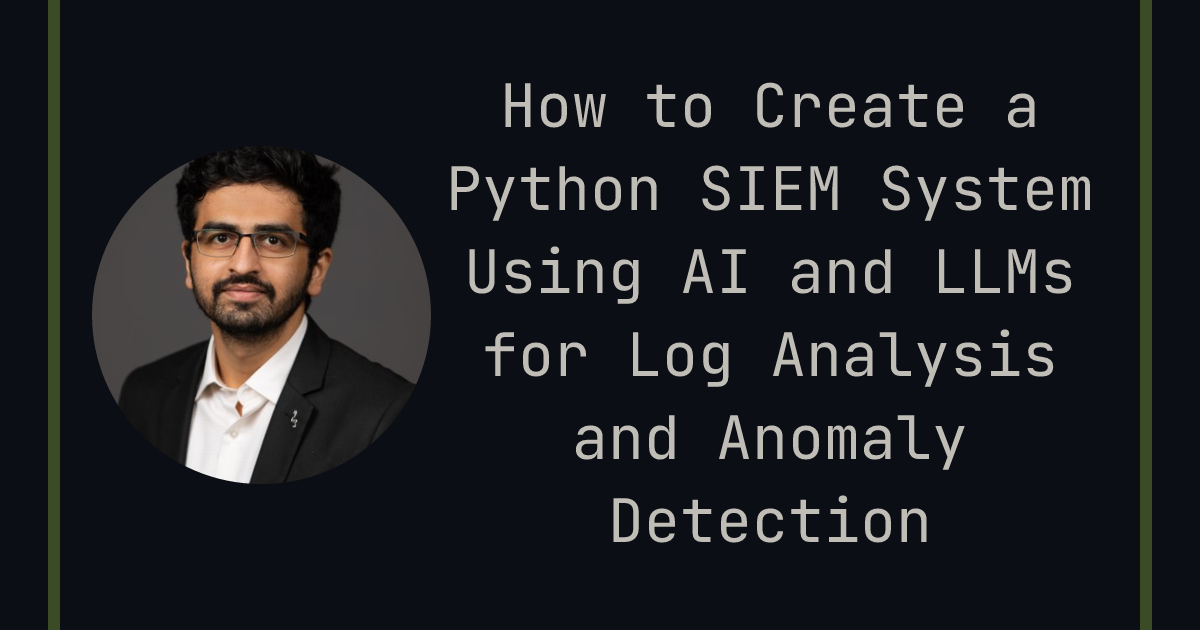 How to Create a
Python SIEM System
Using AI and LLMs
for Log Analysis
and Anomaly
Detection